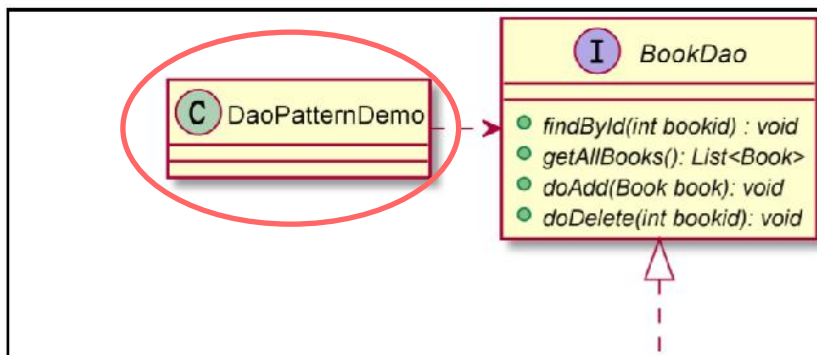 C DaoPatternDemo
I BookDao
findById(int bookid) : void
getAllBooks(): List<Book>
doAdd(Book book): void
doDelete(int bookid): void